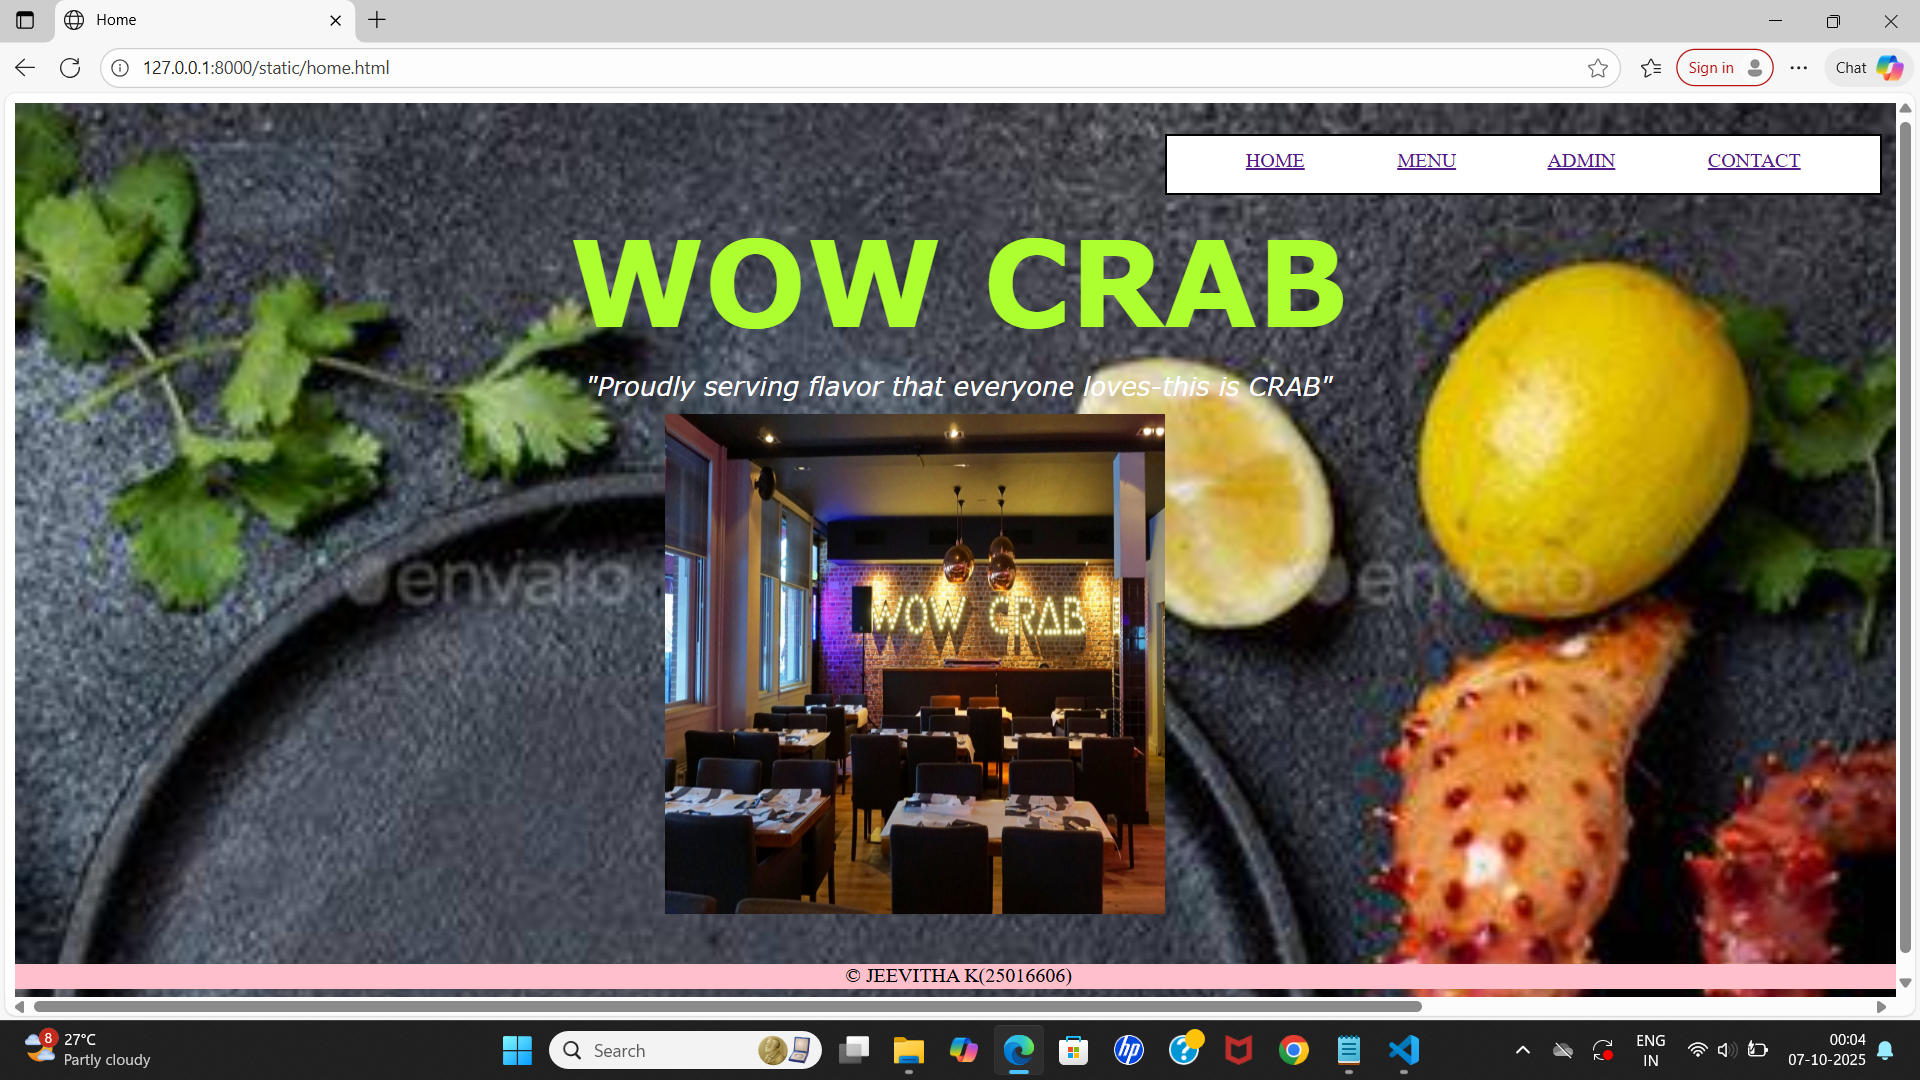 Home
127.0.0.1:8000/static/home.html
Sign in
Chat
HOME MENU ADMIN CONTACT
WOW CRAB
"Proudly serving flavor that everyone loves-this is CRAB"
envato envato
WOW CRAB
© JEEVITHA K(25016606)
8
27°C
Partly cloudy
Search
hp
?
ENG
IN
00:04
07-10-2025